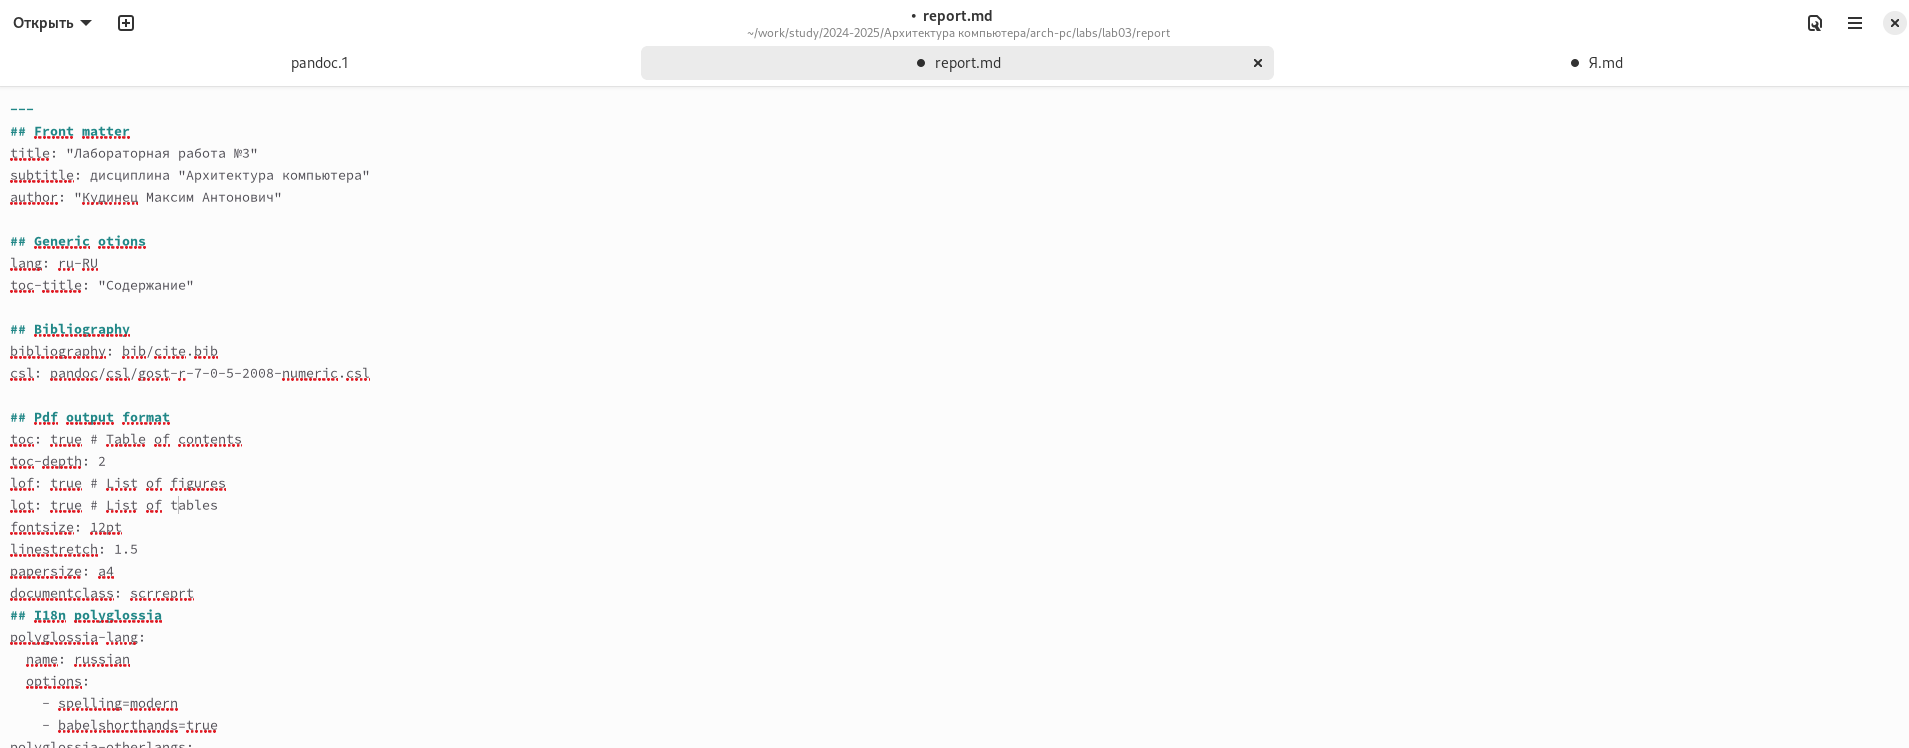 Открыть
• report.md
~/work/study/2024-2025/Архитектура компьютера/arch-pc/labs/lab03/report
pandoc.1
● report.md
● Я.md
---
## Front matter
title: "Лабораторная работа №3"
subtitle: дисциплина "Архитектура компьютера"
author: "Кудинец Максим Антонович"
## Generic otions
lang: ru-RU
toc-title: "Содержание"
## Bibliography
bibliography: bib/cite.bib
csl: pandoc/csl/gost-r-7-0-5-2008-numeric.csl
## Pdf output format
toc: true # Table of contents
toc-depth: 2
lof: true # List of figures
lot: true # List of tables
fontsize: 12pt
linestretch: 1.5
papersize: a4
documentclass: scrreprt
## I18n polyglossia
polyglossia-lang:
  name: russian
  options:
    - spelling=modern
    - babelshorthands=true
polyglossia-otherlangs: